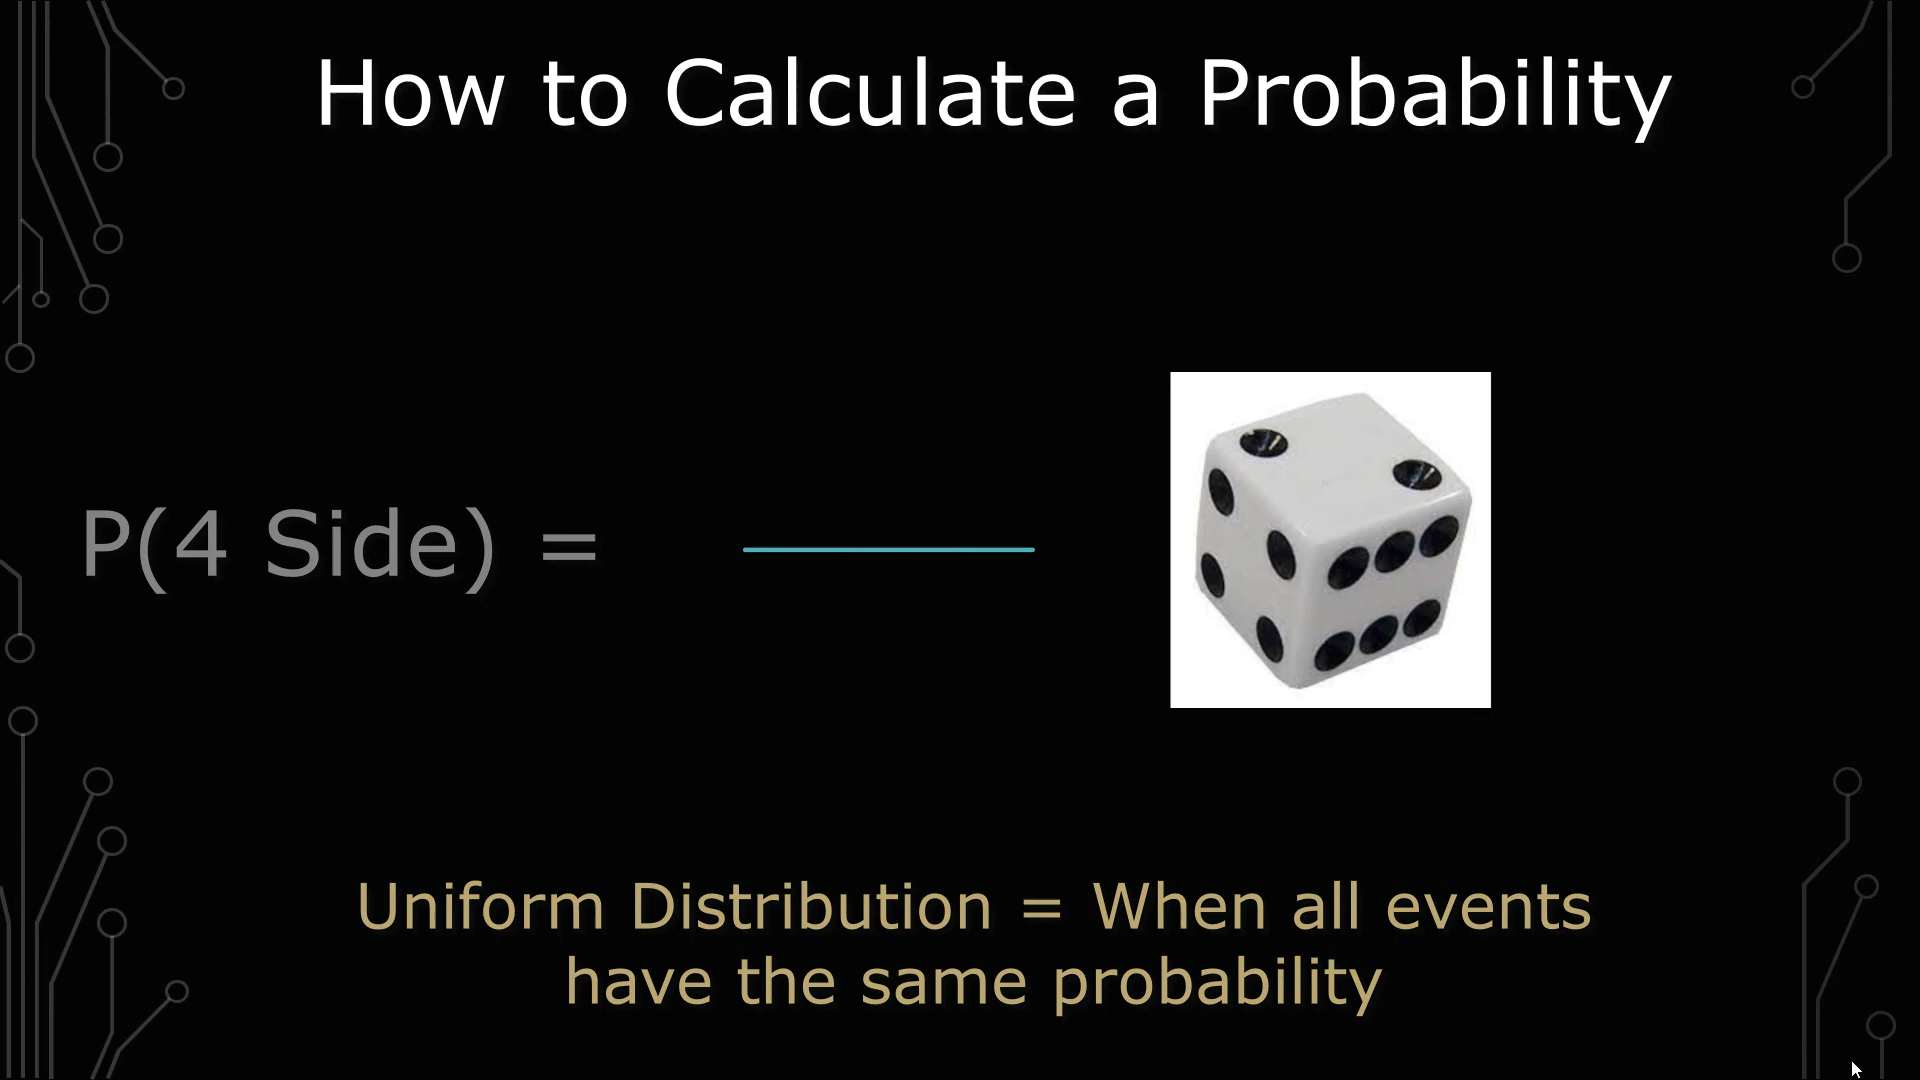 How to Calculate a Probability
P(4 Side) =
Uniform Distribution = When all events
have the same probability